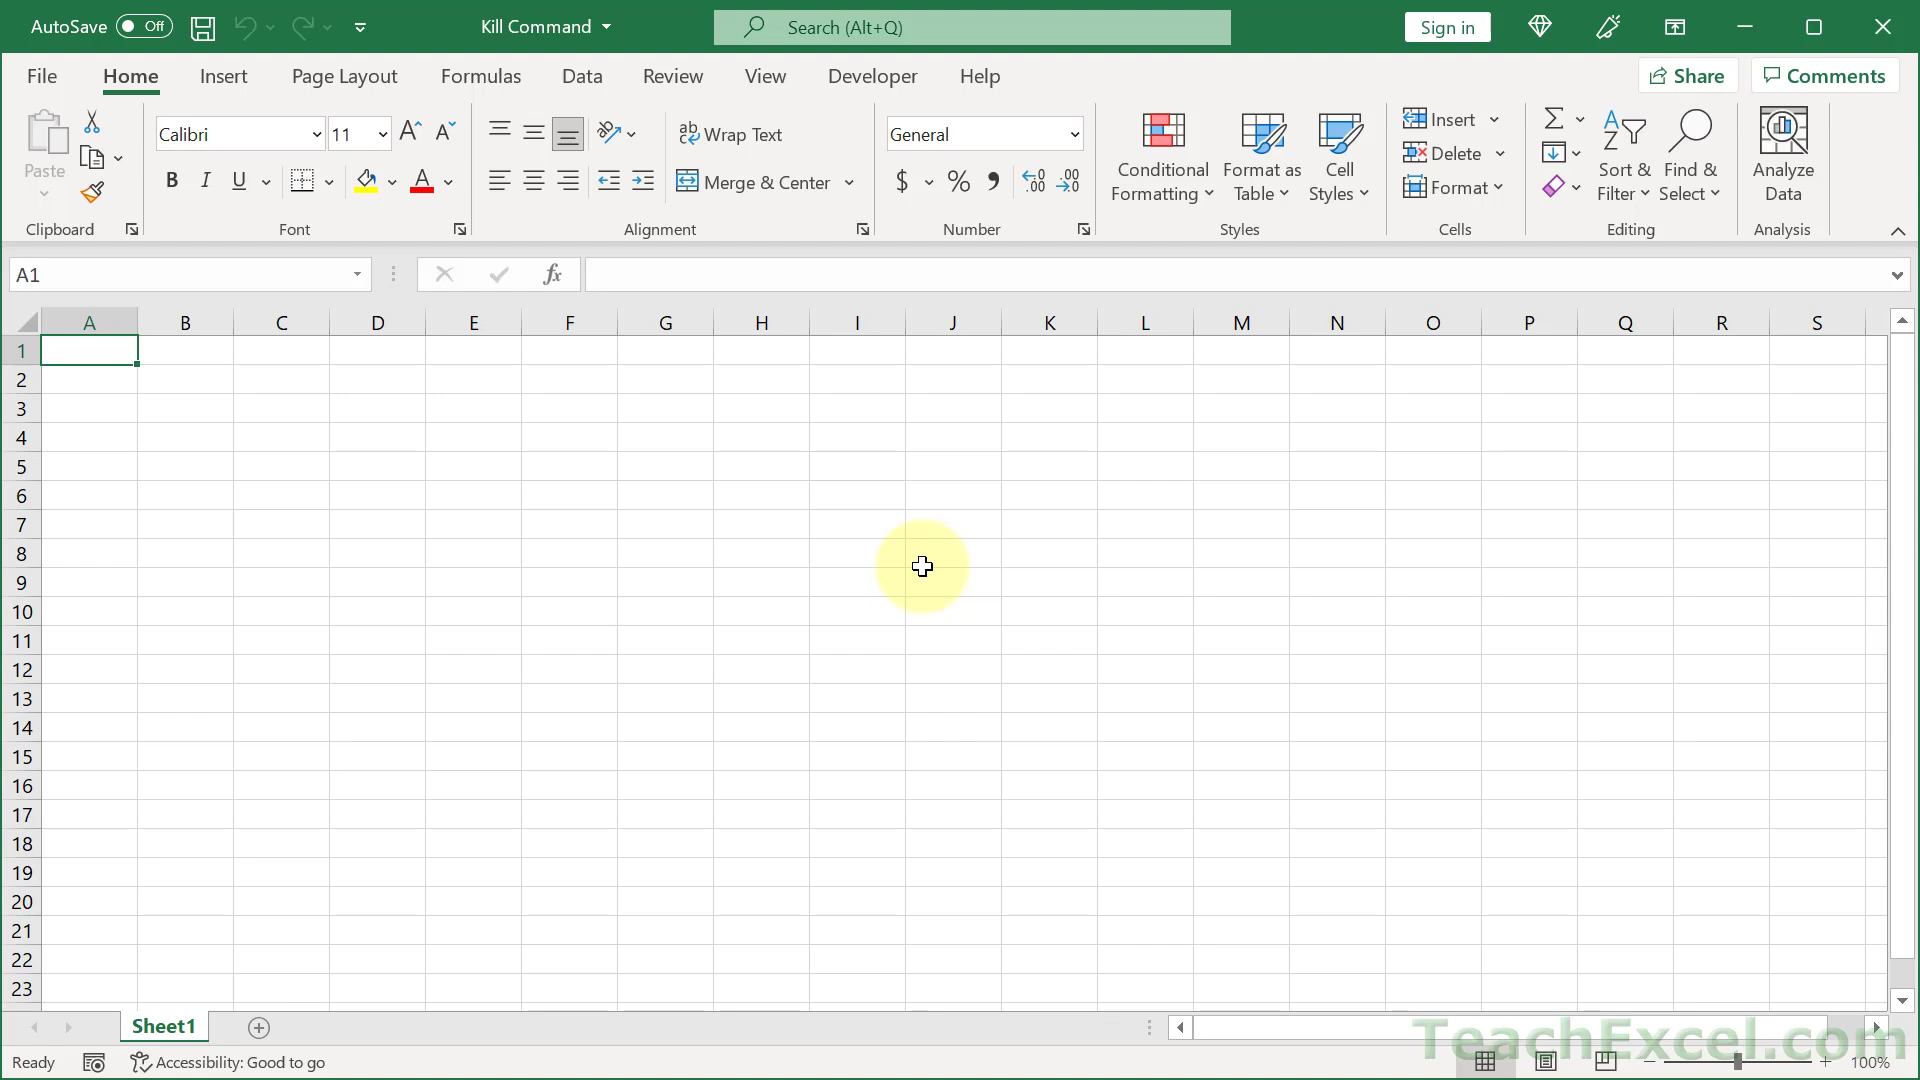 AutoSave Off Kill Command Search (Alt+Q) Sign in
File Home Insert Page Layout Formulas Data Review View Developer Help Share Comments
Paste
Clipboard
Calibri 11
B I U A
Font
Wrap Text
Merge & Center
Alignment
General
$ % 9
Number
Conditional Formatting
Format as Table
Cell Styles
Styles
Insert
Delete
Format
Cells
Sort & Filter
Find & Select
Editing
Analyze Data
Analysis
A1 fx
A B C D E F G H I J K L M N O P Q R S
1
2
3
4
5
6
7
8
9
10
11
12
13
14
15
16
17
18
19
20
21
22
23
Sheet1
TeachExcel.com
Ready Accessibility: Good to go 100%